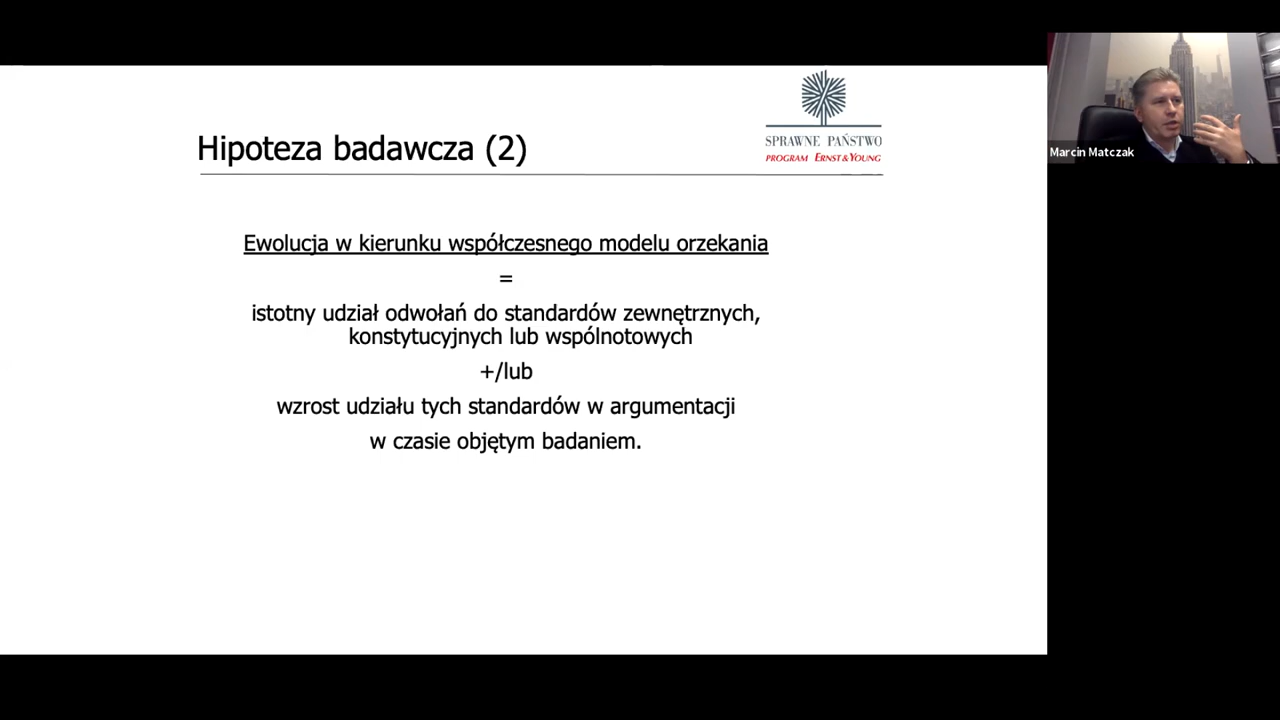 Hipoteza badawcza (2)
SPRAWNE PAŃSTWO
PROGRAM ERNST & YOUNG
Marcin Matczak
Ewolucja w kierunku współczesnego modelu orzekania
=
istotny udział odwołań do standardów zewnętrznych,
konstytucyjnych lub wspólnotowych
+/lub
wzrost udziału tych standardów w argumentacji
w czasie objętym badaniem.